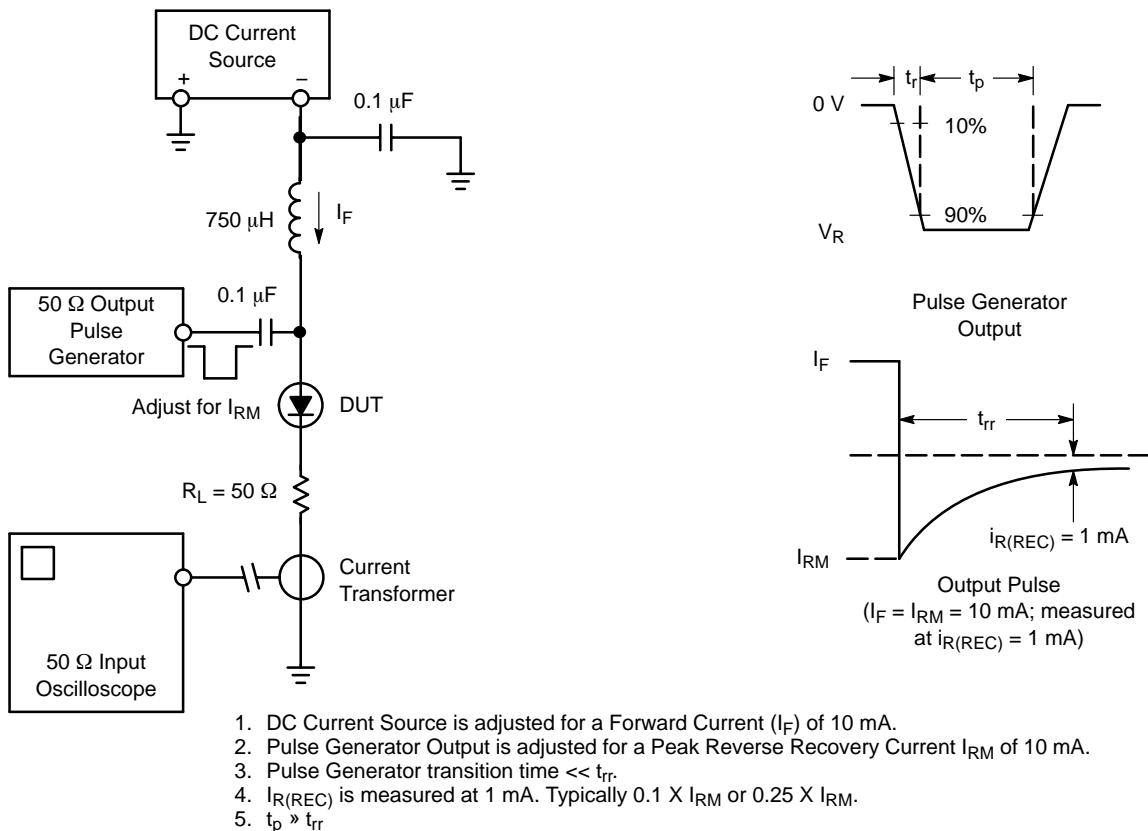 DC Current
Source
+
−
0.1 μF
750 μH
I_F
0.1 μF
50 Ω Output
Pulse
Generator
Adjust for I_RM
DUT
R_L = 50 Ω
Current
Transformer
50 Ω Input
Oscilloscope
t_r
t_p
0 V
10%
90%
V_R
Pulse Generator
Output
I_F
t_rr
i_R(REC) = 1 mA
I_RM
Output Pulse
(I_F = I_RM = 10 mA; measured
at i_R(REC) = 1 mA)
1. DC Current Source is adjusted for a Forward Current (I_F) of 10 mA.
2. Pulse Generator Output is adjusted for a Peak Reverse Recovery Current I_RM of 10 mA.
3. Pulse Generator transition time << t_rr.
4. I_R(REC) is measured at 1 mA. Typically 0.1 X I_RM or 0.25 X I_RM.
5. t_p » t_rr